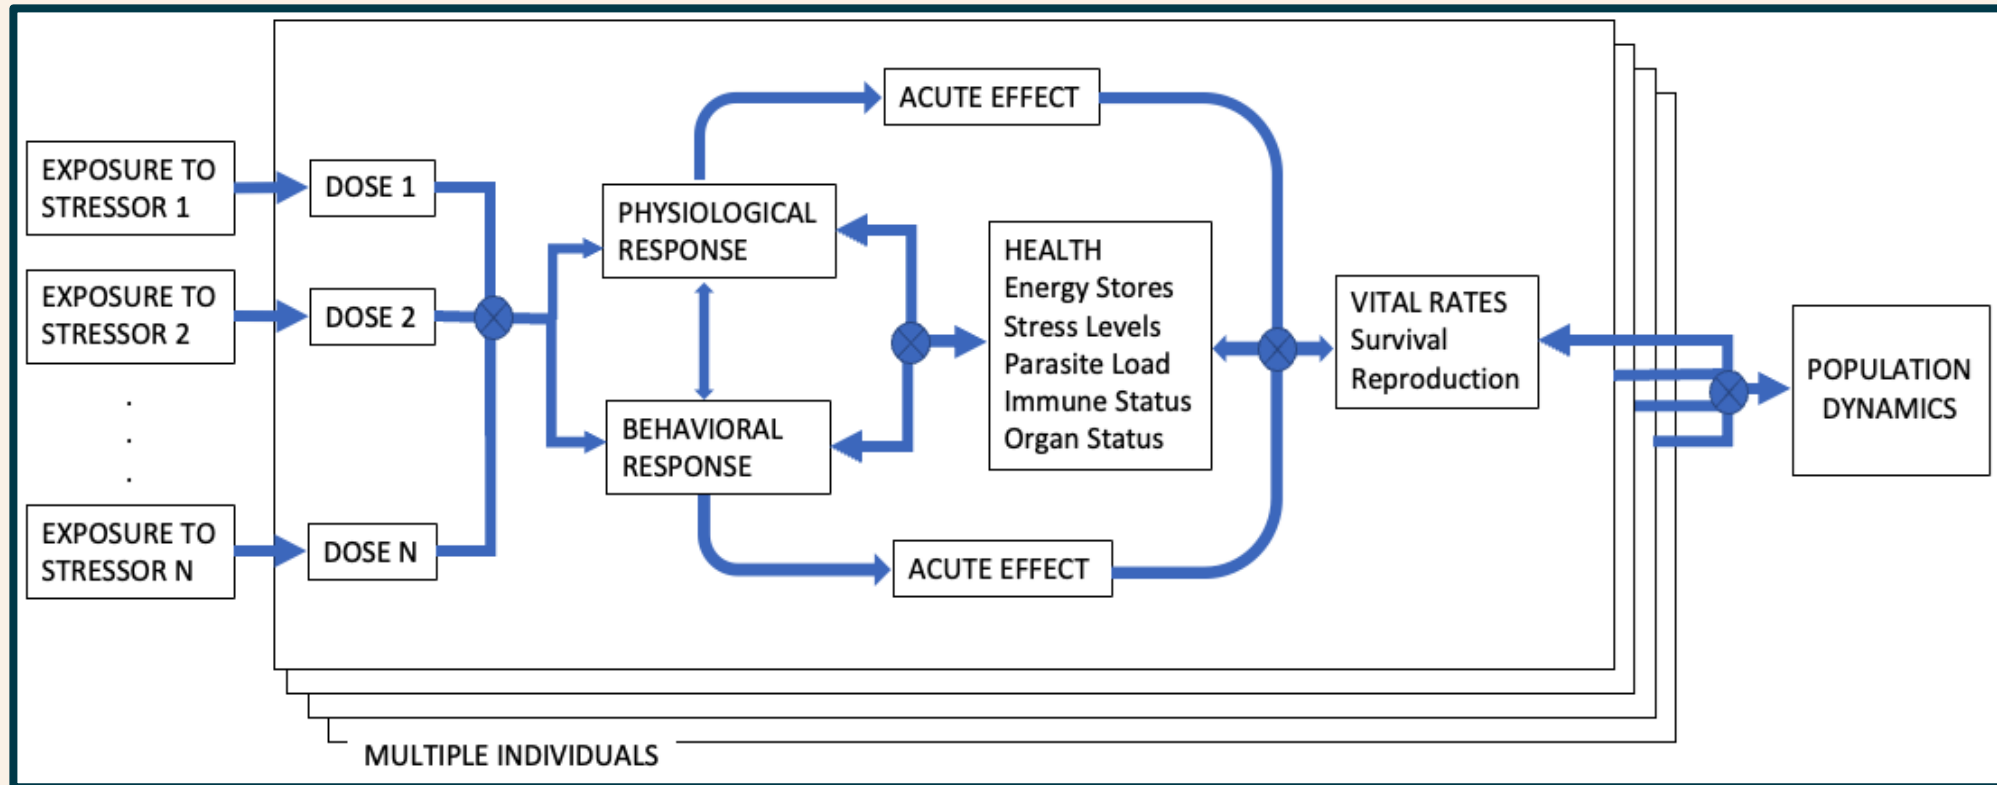 EXPOSURE TO
STRESSOR 1
EXPOSURE TO
STRESSOR 2
.
.
.
EXPOSURE TO
STRESSOR N
DOSE 1
DOSE 2
DOSE N
PHYSIOLOGICAL
RESPONSE
BEHAVIORAL
RESPONSE
ACUTE EFFECT
ACUTE EFFECT
HEALTH
Energy Stores
Stress Levels
Parasite Load
Immune Status
Organ Status
VITAL RATES
Survival
Reproduction
POPULATION
DYNAMICS
MULTIPLE INDIVIDUALS